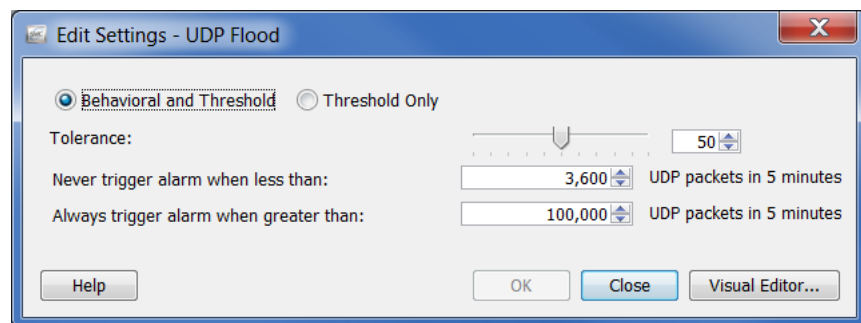 Edit Settings - UDP Flood
Behavioral and Threshold Threshold Only
Tolerance: 50
Never trigger alarm when less than: 3,600 UDP packets in 5 minutes
Always trigger alarm when greater than: 100,000 UDP packets in 5 minutes
Help OK Close Visual Editor...